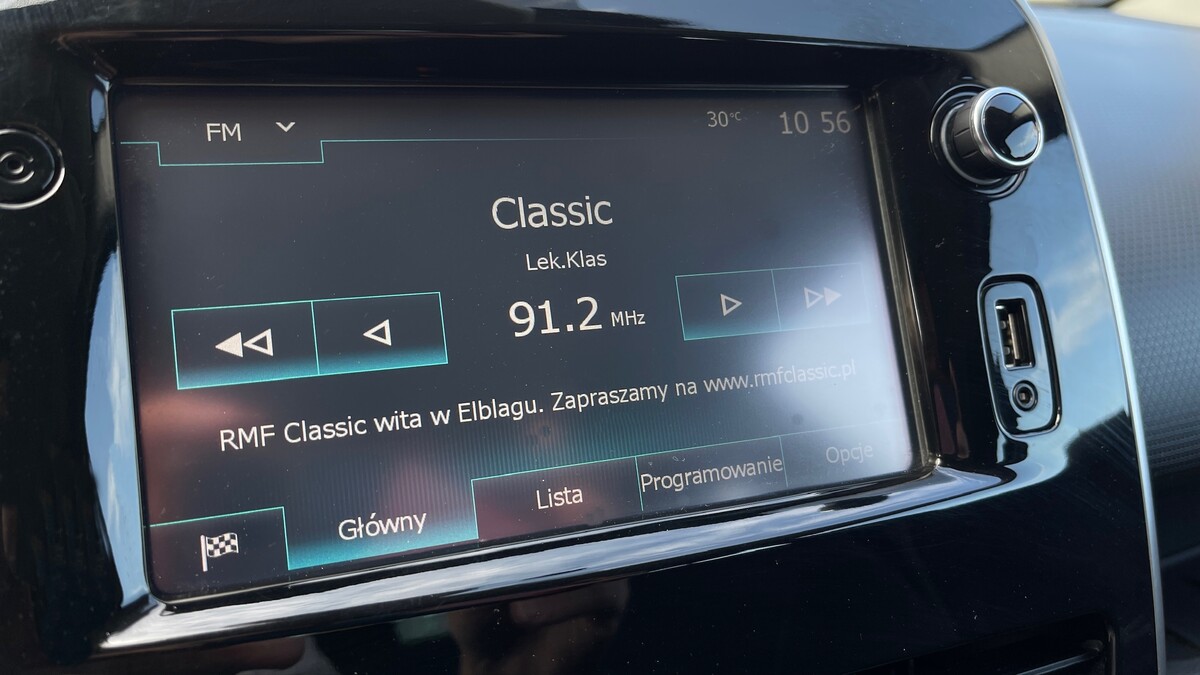 FM
30°C
10 56
Classic
Lek.Klas
91.2 MHz
RMF Classic wita w Elblagu. Zapraszamy na www.rmfclassic.pl
Główny
Lista
Programowanie
Opcje